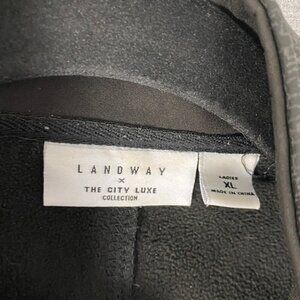 LANDWAY
×
THE CITY LUXE
COLLECTION
LADIES
XL
MADE IN CHINA